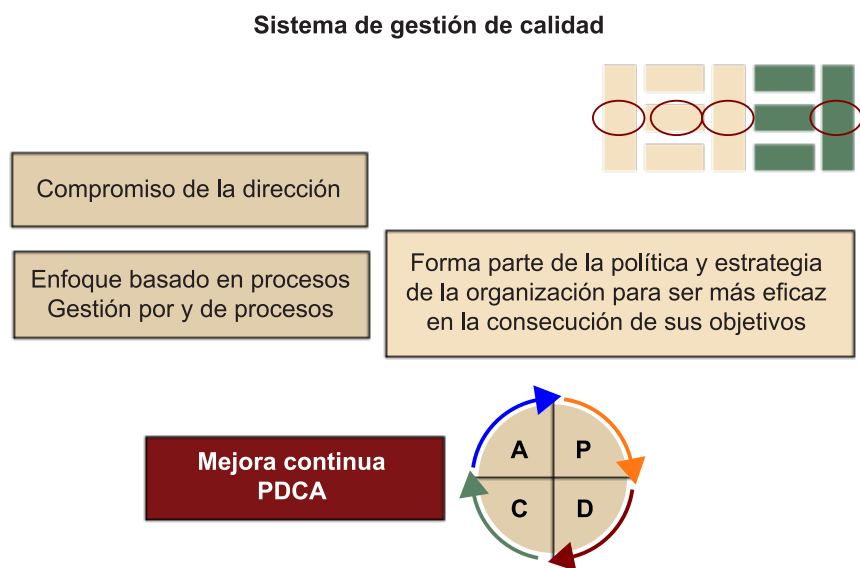 Sistema de gestión de calidad
Compromiso de la dirección
Enfoque basado en procesos
Gestión por y de procesos
Forma parte de la política y estrategia
de la organización para ser más eficaz
en la consecución de sus objetivos
Mejora continua
PDCA
A P
C D